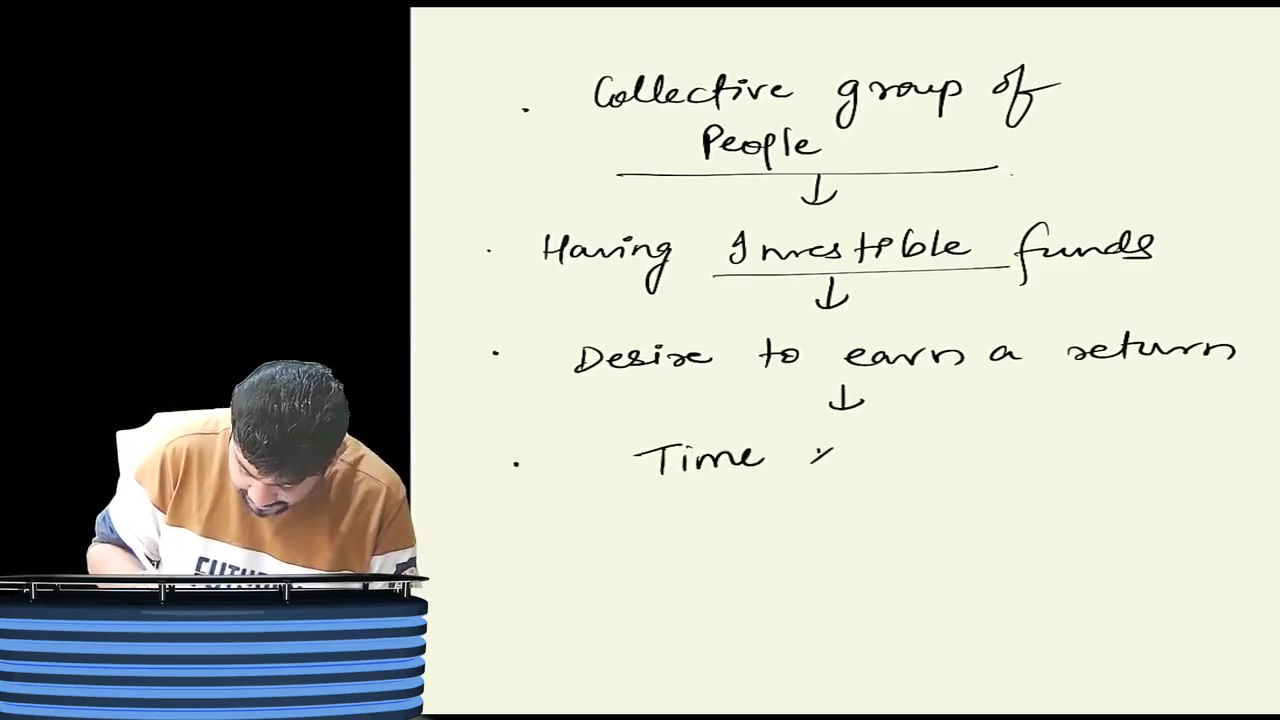 . Collective group of
People
. Having Investible funds
. Desire to earn a return
. Time